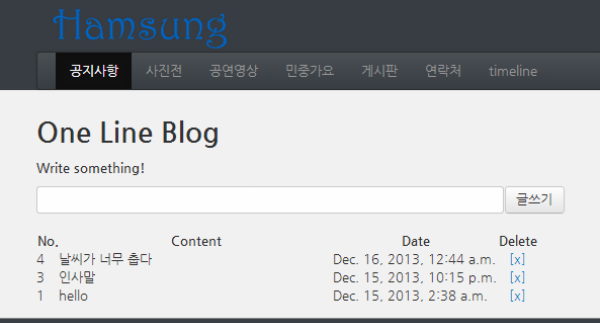 Hamsung
공지사항 사진전 공연영상 민중가요 게시판 연락처 timeline
One Line Blog
Write something!
글쓰기
No. Content Date Delete
4 날씨가 너무 춥다 Dec. 16, 2013, 12:44 a.m. [x]
3 인사말 Dec. 15, 2013, 10:15 p.m. [x]
1 hello Dec. 15, 2013, 2:38 a.m. [x]